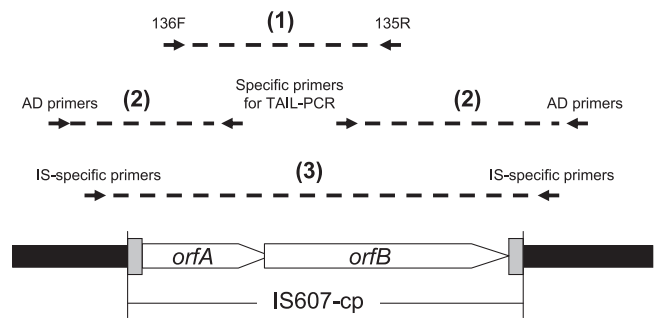 136F (1) 135R
Specific primers
for TAIL-PCR
AD primers (2) (2) AD primers
IS-specific primers (3) IS-specific primers
orfA orfB
IS607-cp